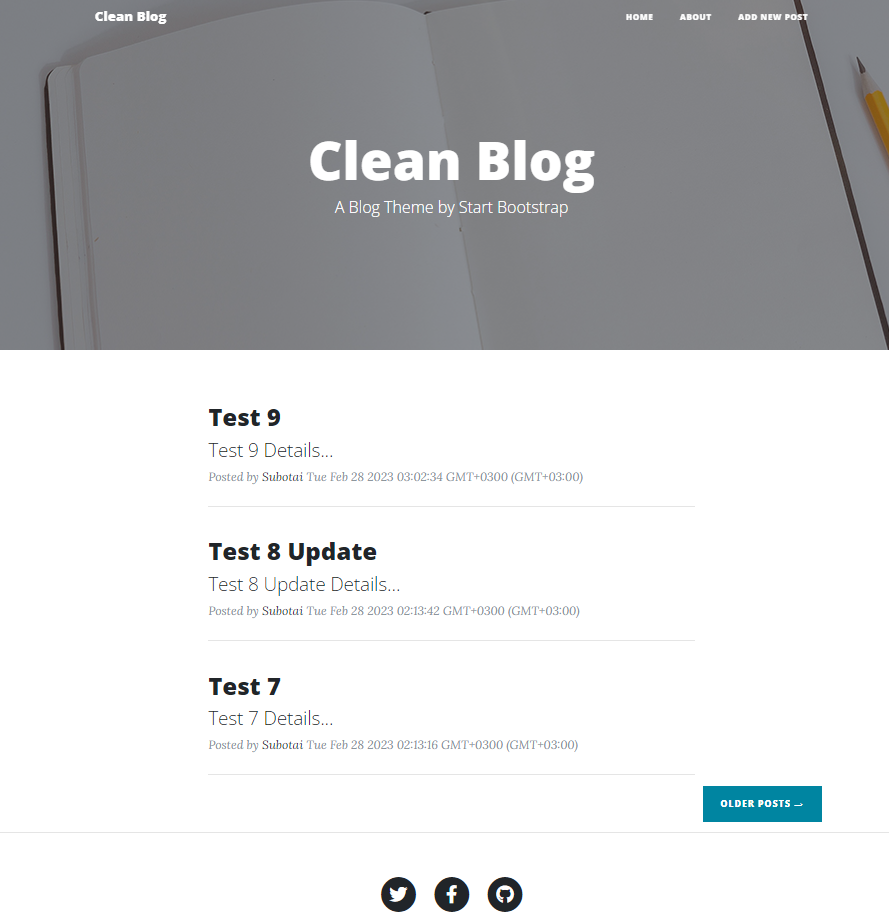 Clean Blog
HOME ABOUT ADD NEW POST
Clean Blog
A Blog Theme by Start Bootstrap
Test 9
Test 9 Details...
Posted by Subotai Tue Feb 28 2023 03:02:34 GMT+0300 (GMT+03:00)
Test 8 Update
Test 8 Update Details...
Posted by Subotai Tue Feb 28 2023 02:13:42 GMT+0300 (GMT+03:00)
Test 7
Test 7 Details...
Posted by Subotai Tue Feb 28 2023 02:13:16 GMT+0300 (GMT+03:00)
OLDER POSTS →